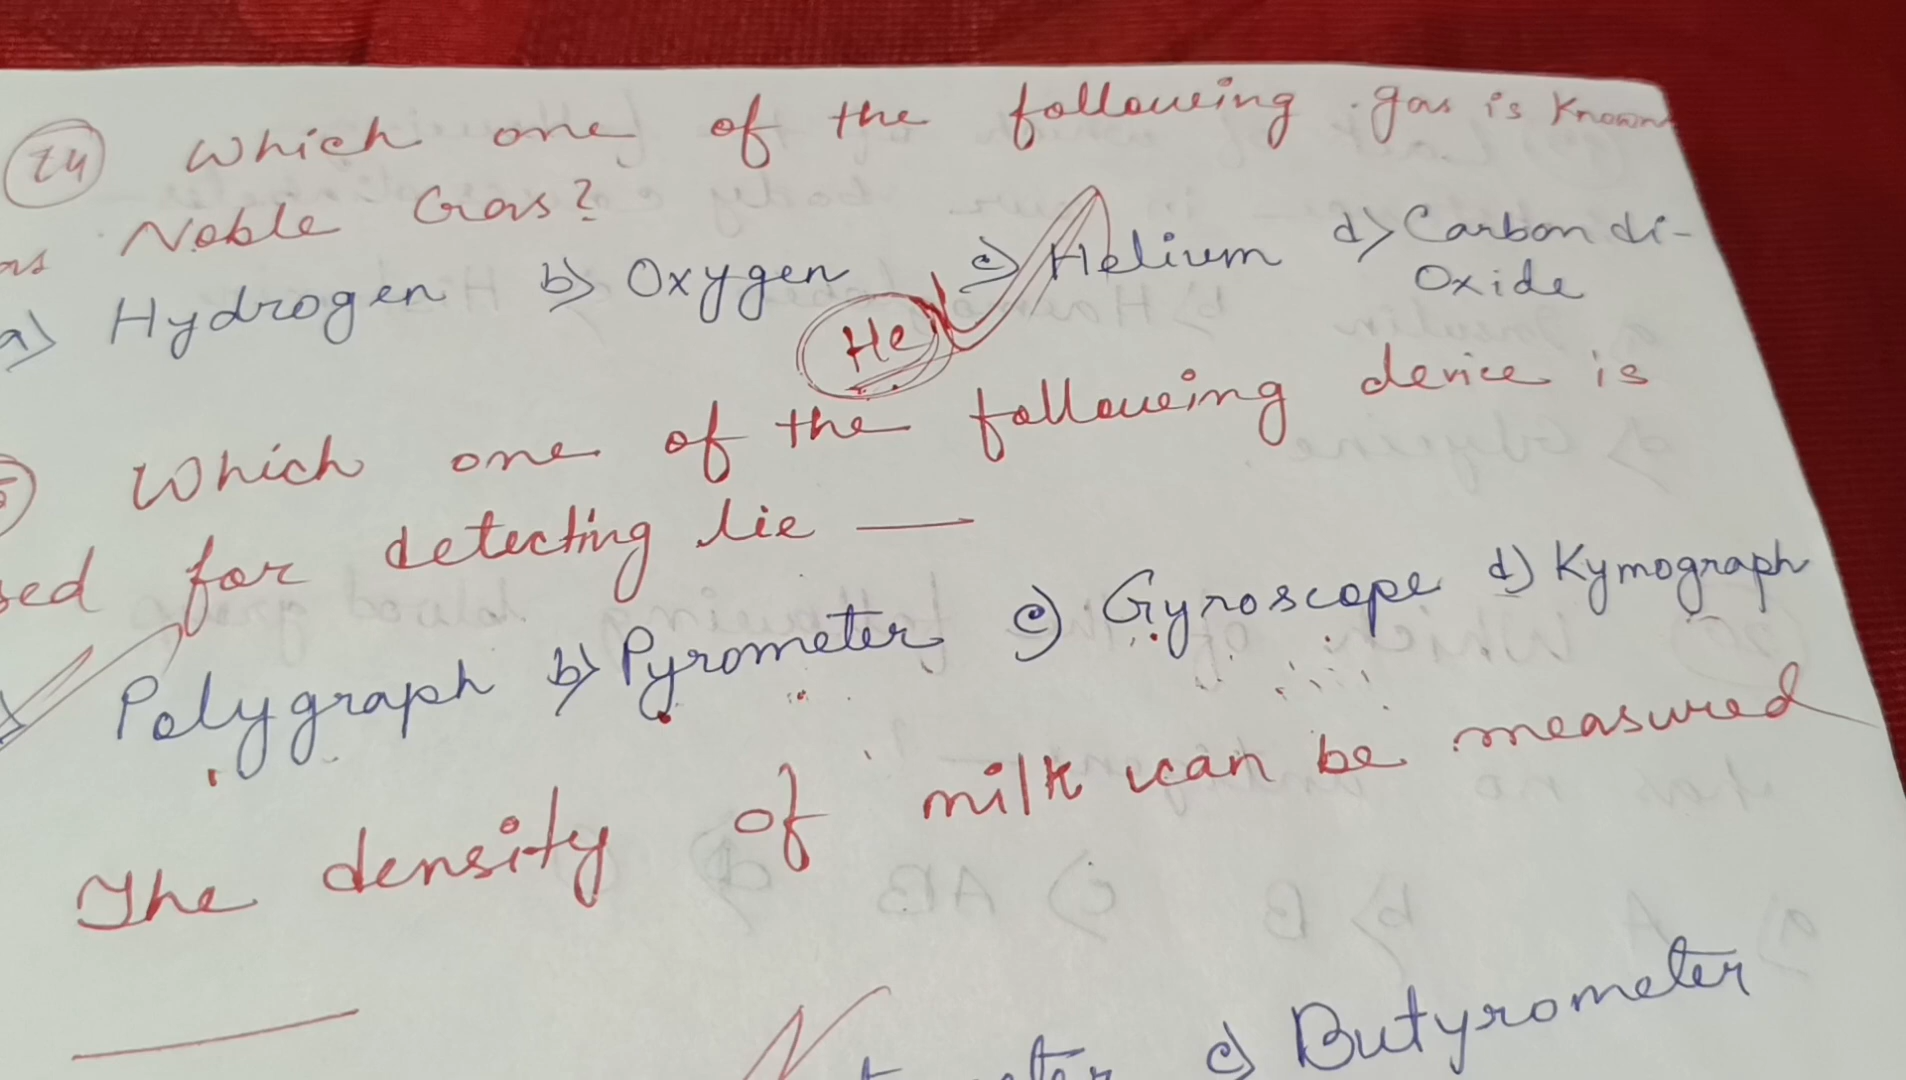 24 Which one of the following gas is Known
as Noble Gas?
a) Hydrogen b) Oxygen c) Helium d) Carbon di-
Oxide
He
Which one of the following device is
sed for detecting lie —
Polygraph b) Pyrometer c) Gyroscope d) Kymograph
The density of milk can be measured
c) Butyrometer